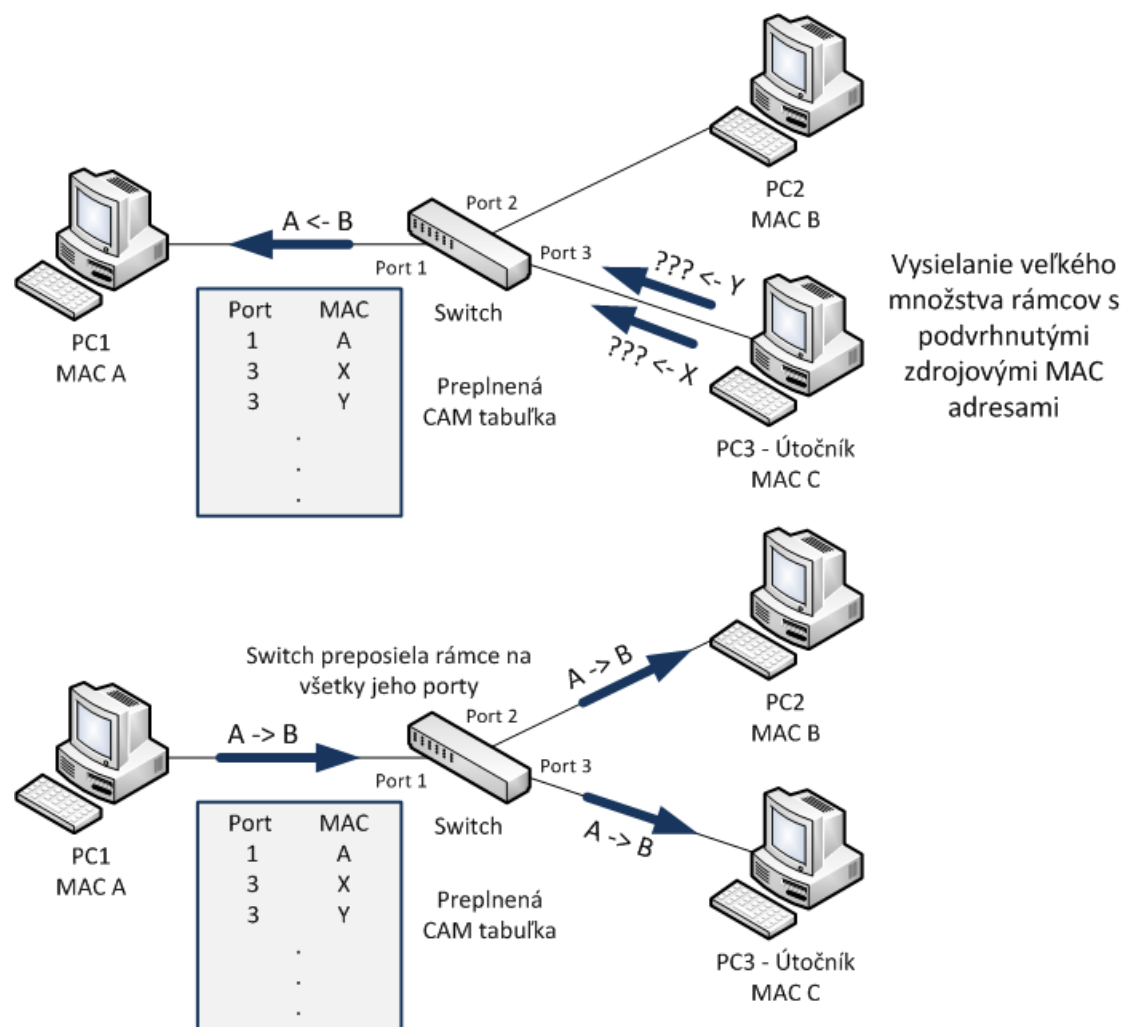 PC2
MAC B
Port 2
A <- B
Port 3
Port 1
??? <- Y
??? <- X
PC1
MAC A
Port MAC
1 A
3 X
3 Y
.
.
.
Switch
Preplnená
CAM tabuľka
PC3 - Útočník
MAC C
Vysielanie veľkého
množstva rámcov s
podvrhnutými
zdrojovými MAC
adresami
Switch preposiela rámce na
všetky jeho porty
PC2
MAC B
A -> B
Port 2
A -> B
Port 3
Port 1
A -> B
PC1
MAC A
Port MAC
1 A
3 X
3 Y
.
.
.
Switch
Preplnená
CAM tabuľka
PC3 - Útočník
MAC C